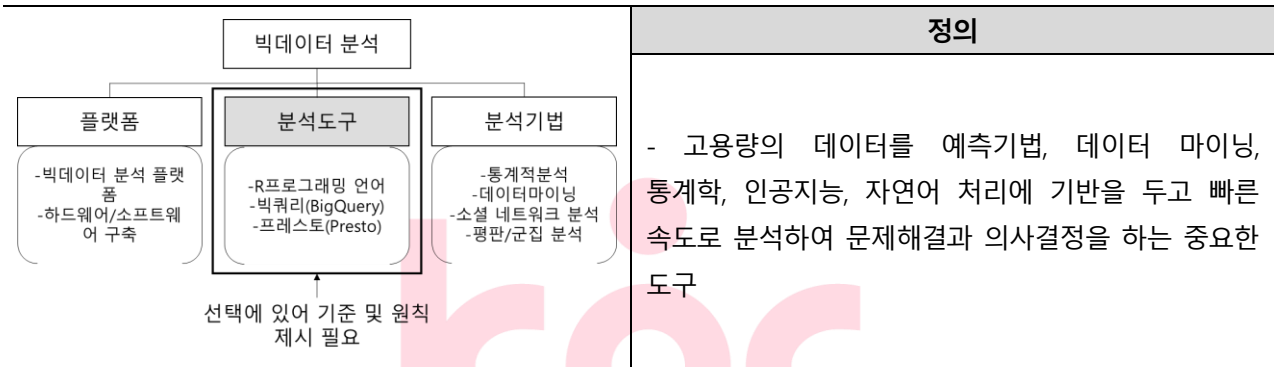 빅데이터 분석
플랫폼
-빅데이터 분석 플랫
폼
-하드웨어/소프트웨
어 구축
분석도구
-R프로그래밍 언어
-빅쿼리(BigQuery)
-프레스토(Presto)
분석기법
-통계적분석
-데이터마이닝
-소셜 네트워크 분석
-평판/군집 분석
선택에 있어 기준 및 원칙
제시 필요
정의
- 고용량의 데이터를 예측기법, 데이터 마이닝,
통계학, 인공지능, 자연어 처리에 기반을 두고 빠른
속도로 분석하여 문제해결과 의사결정을 하는 중요한
도구